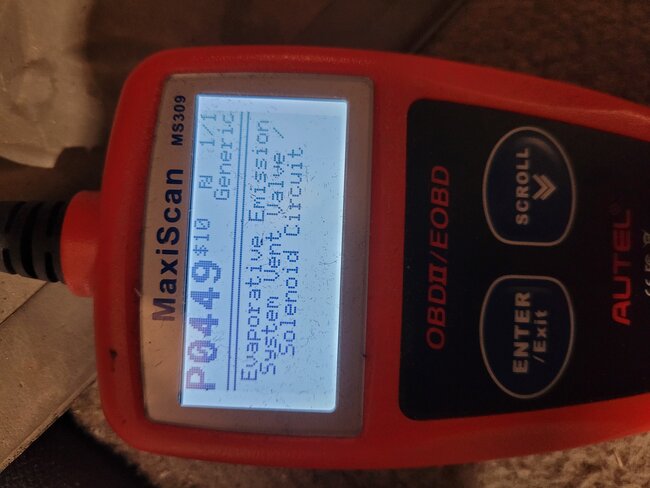 MaxiScan MS309
P0449 $10 Pd 1/1
Generic
Evaporative Emission
System Vent Valve /
Solenoid Circuit
OBDII/EOBD
ENTER
/Exit
SCROLL
AUTEL